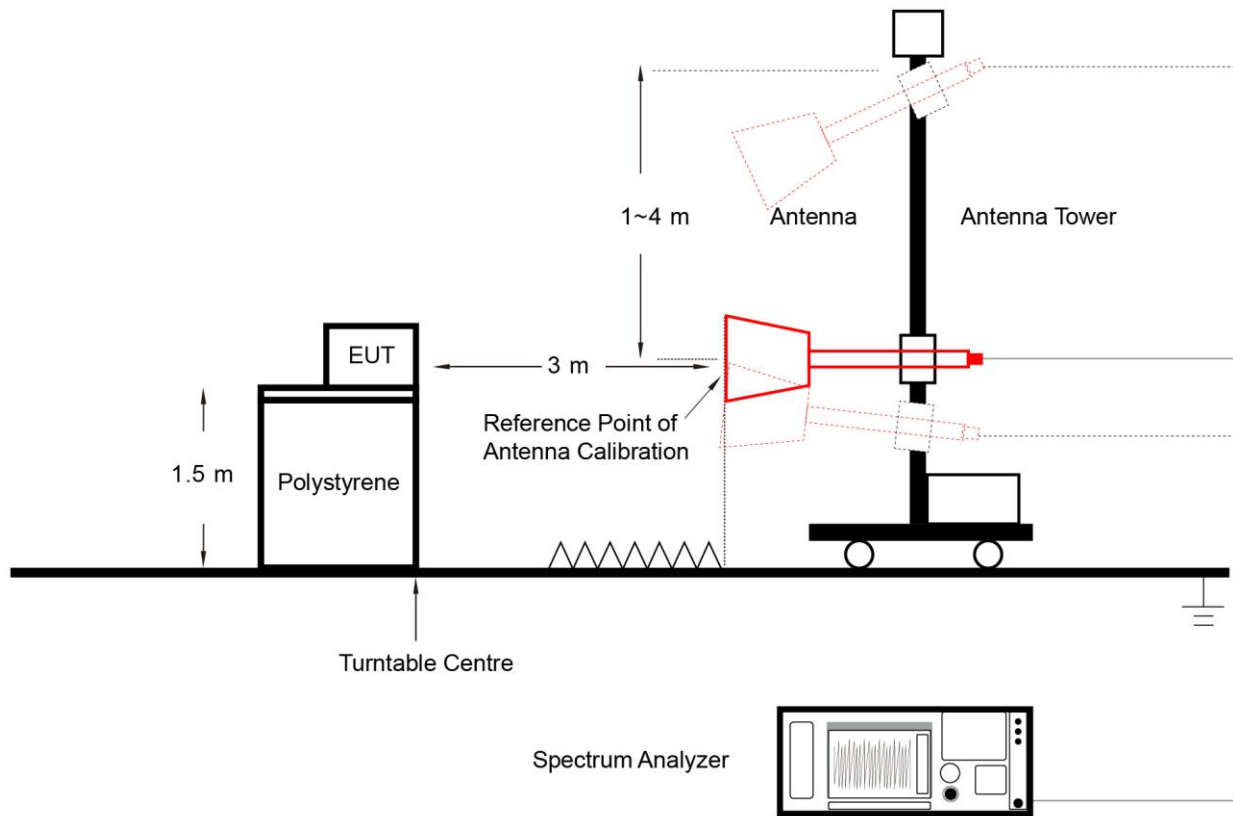 1~4 m
Antenna
Antenna Tower
EUT
3 m
Reference Point of
Antenna Calibration
1.5 m
Polystyrene
Turntable Centre
Spectrum Analyzer